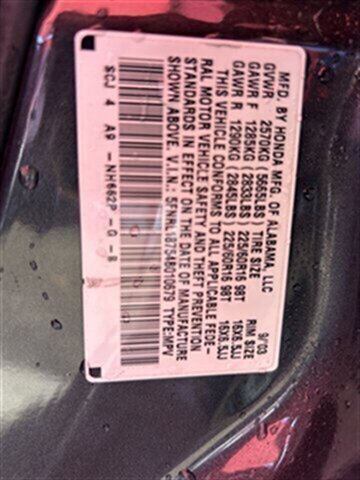 MFD. BY HONDA MFG. OF ALABAMA, LLC 9/03
GVWR 2570KG (5665LBS) TIRE SIZE RIM SIZE
GAWR F 1285KG (2833LBS) 225/60R16 98T 16X6.5JJ
GAWR R 1290KG (2845LBS) 225/60R16 98T 16X6.5JJ
THIS VEHICLE CONFORMS TO ALL APPLICABLE FEDE-
RAL MOTOR VEHICLE SAFETY AND THEFT PREVENTION
STANDARDS IN EFFECT ON THE DATE OF MANUFACTURE
SHOWN ABOVE. V.I.N.: 5FNRL18754B010679 TYPE:MPV
SCJ 4 A9 -NH662P -G -B